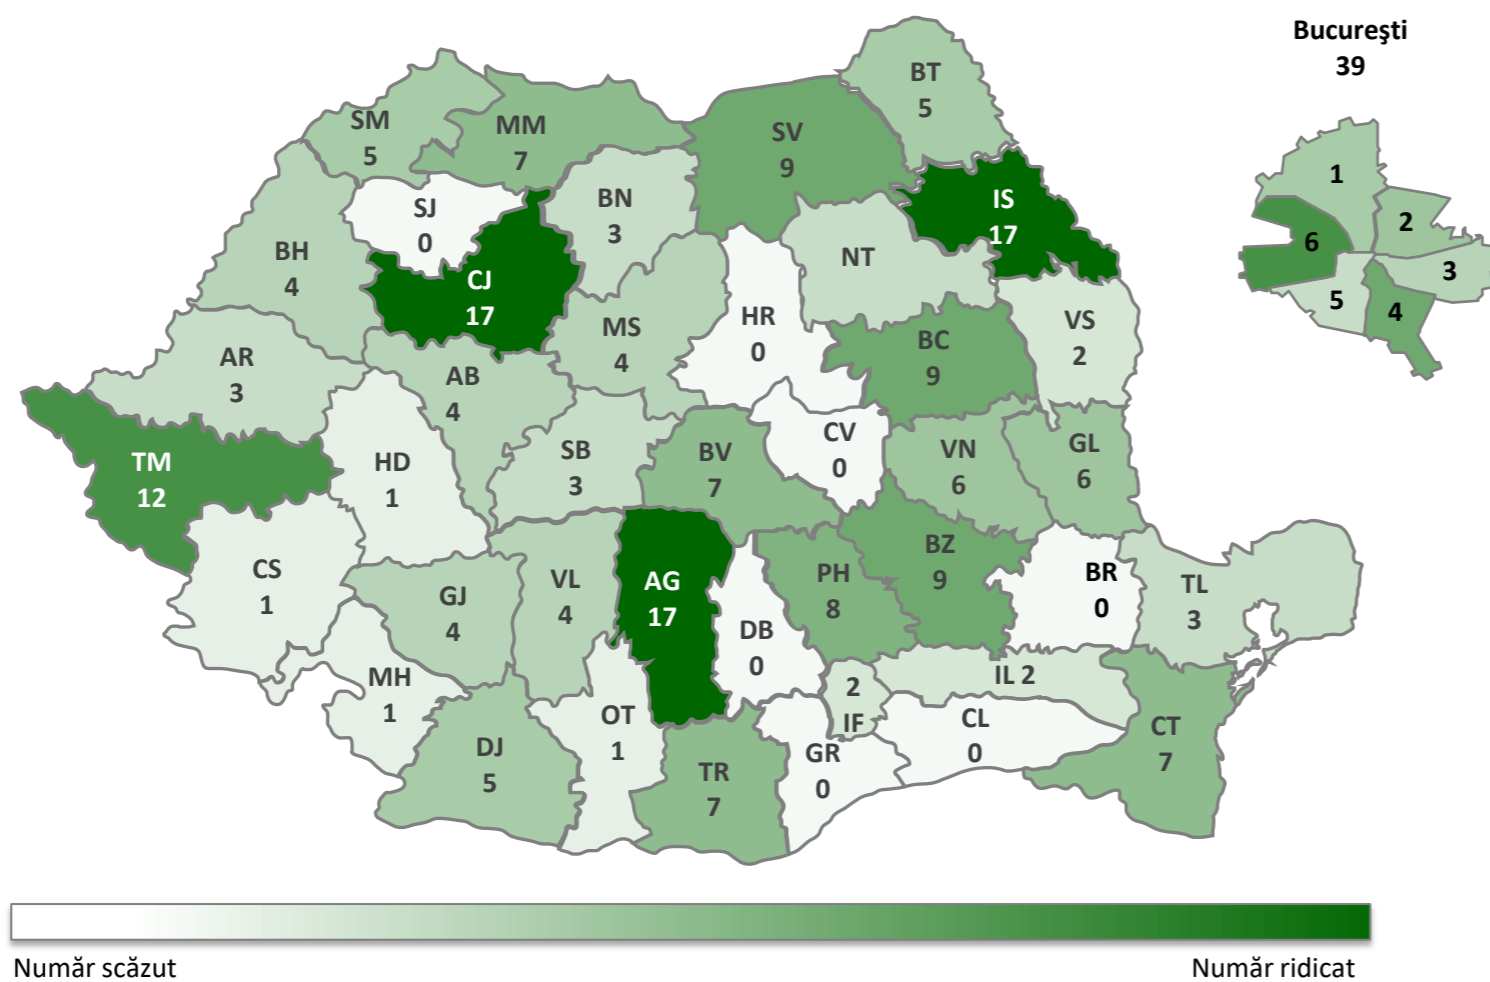 Bucureşti
39
BT
5
SM
5
MM
7
SV
9
1
IS
17
SJ
0
BN
3
2
6
BH
4
NT
3
CJ
17
5
4
HR
0
MS
4
VS
2
BC
9
AR
3
AB
4
CV
0
GL
6
TM
12
HD
1
SB
3
BV
7
VN
6
BZ
9
CS
1
VL
4
AG
17
PH
8
BR
0
TL
3
GJ
4
DB
0
MH
1
2
IF
IL 2
OT
1
CL
0
CT
7
DJ
5
TR
7
GR
0
Număr scăzut
Număr ridicat